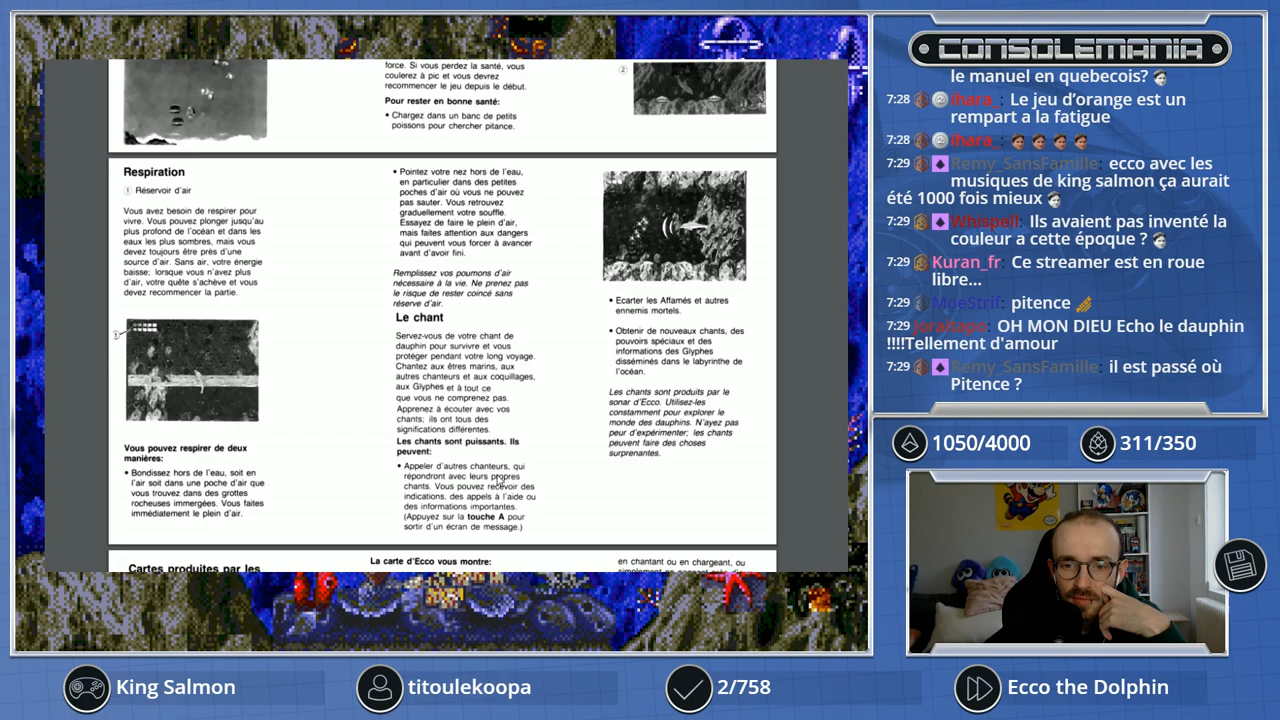 force. Si vous perdez la santé, vous
coulerez à pic et vous devrez
recommencer le jeu depuis le début.
Pour rester en bonne santé:
• Chargez dans un banc de petits
poissons pour chercher pitance.
②
Respiration
① Réservoir d'air
Vous avez besoin de respirer pour
vivre. Vous pouvez plonger jusqu'au
plus profond de l'océan et dans les
eaux les plus sombres, mais vous
devez toujours être près d'une
source d'air. Sans air, votre énergie
baisse; lorsque vous n'avez plus
d'air, votre quête s'achève et vous
devez recommencer la partie.
①
Vous pouvez respirer de deux
manières:
• Bondissez hors de l'eau, soit en
l'air soit dans une poche d'air que
vous trouvez dans des grottes
rocheuses immergées. Vous faites
immédiatement le plein d'air.
• Pointez votre nez hors de l'eau,
en particulier dans des petites
poches d'air où vous ne pouvez
pas sauter. Vous retrouvez
graduellement votre souffle.
Essayez de faire le plein d'air,
mais faites attention aux dangers
qui peuvent vous forcer à avancer
avant d'avoir fini.
Remplissez vos poumons d'air
nécessaire à la vie. Ne prenez pas
le risque de rester coincé sans
réserve d'air.
Le chant
Servez-vous de votre chant de
dauphin pour survivre et vous
protéger pendant votre long voyage.
Chantez aux êtres marins, aux
autres chanteurs et aux coquillages,
aux Glyphes et à tout ce
que vous ne comprenez pas.
Apprenez à écouter avec vos
chants; ils ont tous des
significations différentes.
Les chants sont puissants. Ils
peuvent:
• Appeler d'autres chanteurs, qui
répondront avec leurs propres
chants. Vous pouvez recevoir des
indications, des appels à l'aide ou
des informations importantes.
(Appuyez sur la touche A pour
sortir d'un écran de message.)
• Ecarter les Affamés et autres
ennemis mortels.
• Obtenir de nouveaux chants, des
pouvoirs spéciaux et des
informations des Glyphes
disséminés dans le labyrinthe de
l'océan.
Les chants sont produits par le
sonar d'Ecco. Utilisez-les
constamment pour explorer le
monde des dauphins. N'ayez pas
peur d'expérimenter; les chants
peuvent faire des choses
surprenantes.
Cartes produites par les
La carte d'Ecco vous montre:
en chantant ou en chargeant, ou
CONSOLEMANIA
le manuel en quebecois?
7:28 ihara_: Le jeu d'orange est un
rempart a la fatigue
7:28 ihara_:
7:29 Remy_SansFamille: ecco avec les
musiques de king salmon ça aurait
été 1000 fois mieux
7:29 Whispell: Ils avaient pas inventé la
couleur a cette époque ?
7:29 Kuran_fr: Ce streamer est en roue
libre...
7:29 MoeStrif: pitence
7:29 joraltapo: OH MON DIEU Echo le dauphin
!!!!Tellement d'amour
7:29 Remy_SansFamille: il est passé où
Pitence ?
1050/4000
311/350
King Salmon
titoulekoopa
2/758
Ecco the Dolphin